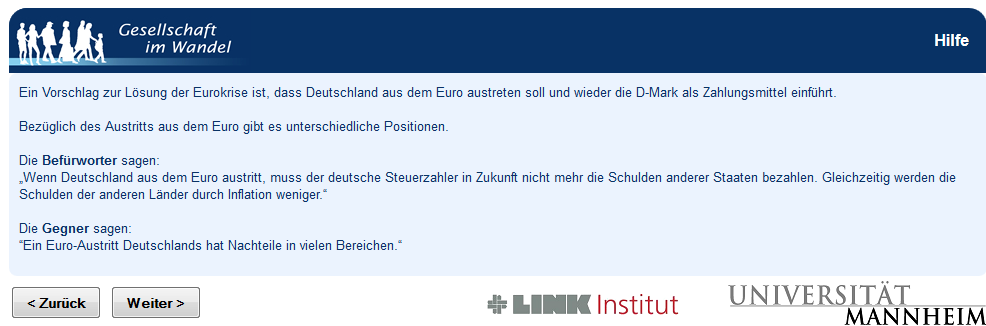 Gesellschaft
im Wandel
Hilfe
Ein Vorschlag zur Lösung der Eurokrise ist, dass Deutschland aus dem Euro austreten soll und wieder die D-Mark als Zahlungsmittel einführt.
Bezüglich des Austritts aus dem Euro gibt es unterschiedliche Positionen.
Die Befürworter sagen:
„Wenn Deutschland aus dem Euro austritt, muss der deutsche Steuerzahler in Zukunft nicht mehr die Schulden anderer Staaten bezahlen. Gleichzeitig werden die
Schulden der anderen Länder durch Inflation weniger.“
Die Gegner sagen:
“Ein Euro-Austritt Deutschlands hat Nachteile in vielen Bereichen.“
< Zurück
Weiter >
LINK Institut
UNIVERSITÄT
MANNHEIM